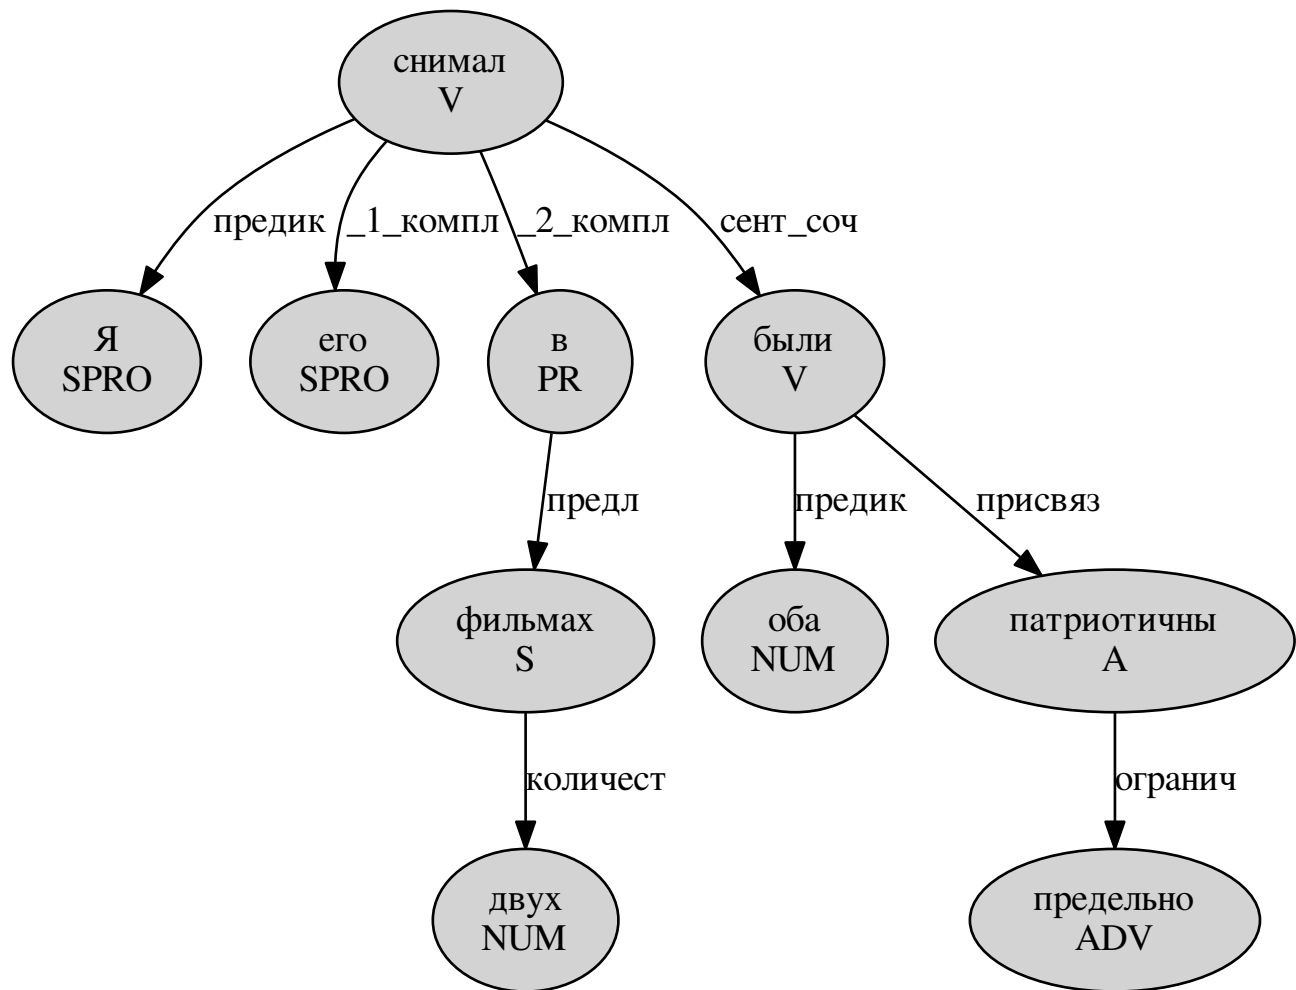 снимал
V
предик
_1_компл
_2_компл
сент_соч
Я
SPRO
его
SPRO
в
PR
были
V
предл
предик
присвяз
фильмах
S
оба
NUM
патриотичны
A
количест
огранич
двух
NUM
предельно
ADV